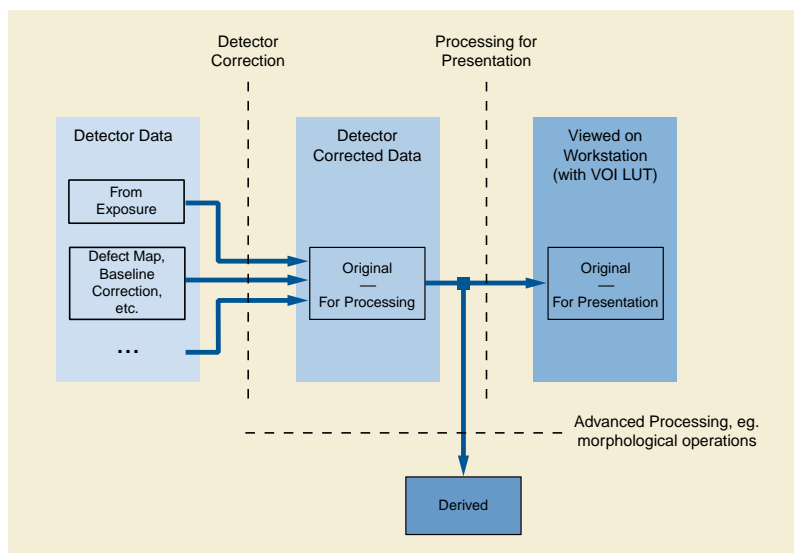 Detector
Correction
Processing for
Presentation
Detector Data
From
Exposure
Defect Map,
Baseline
Correction,
etc.
...
Detector
Corrected Data
Original
—
For Processing
Viewed on
Workstation
(with VOI LUT)
Original
—
For Presentation
Advanced Processing, eg.
morphological operations
Derived